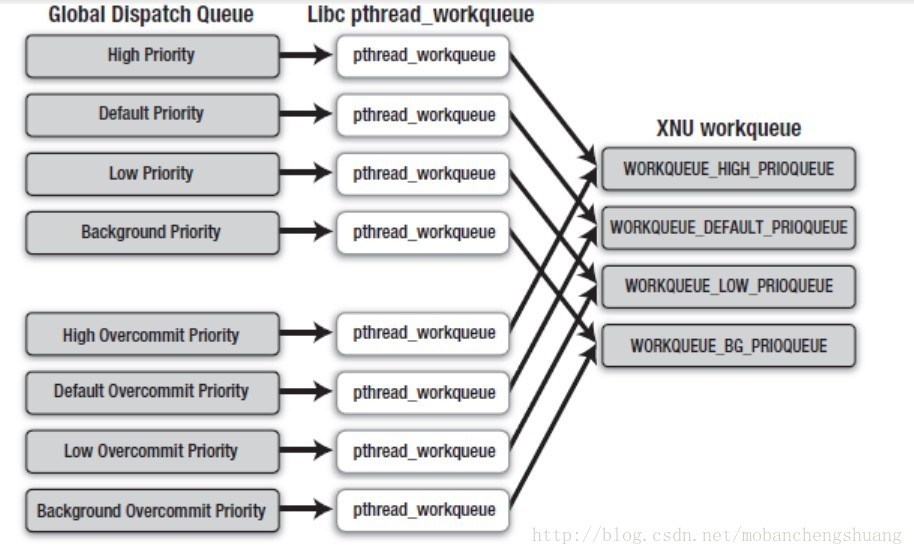 Global Dispatch Queue
Libc pthread_workqueue
High Priority
pthread_workqueue
Default Priority
pthread_workqueue
Low Priority
pthread_workqueue
Background Priority
pthread_workqueue
High Overcommit Priority
pthread_workqueue
Default Overcommit Priority
pthread_workqueue
Low Overcommit Priority
pthread_workqueue
Background Overcommit Priority
pthread_workqueue
XNU workqueue
WORKQUEUE_HIGH_PRIOQUEUE
WORKQUEUE_DEFAULT_PRIOQUEUE
WORKQUEUE_LOW_PRIOQUEUE
WORKQUEUE_BG_PRIOQUEUE
http://blog.csdn.net/mobanchengshuang